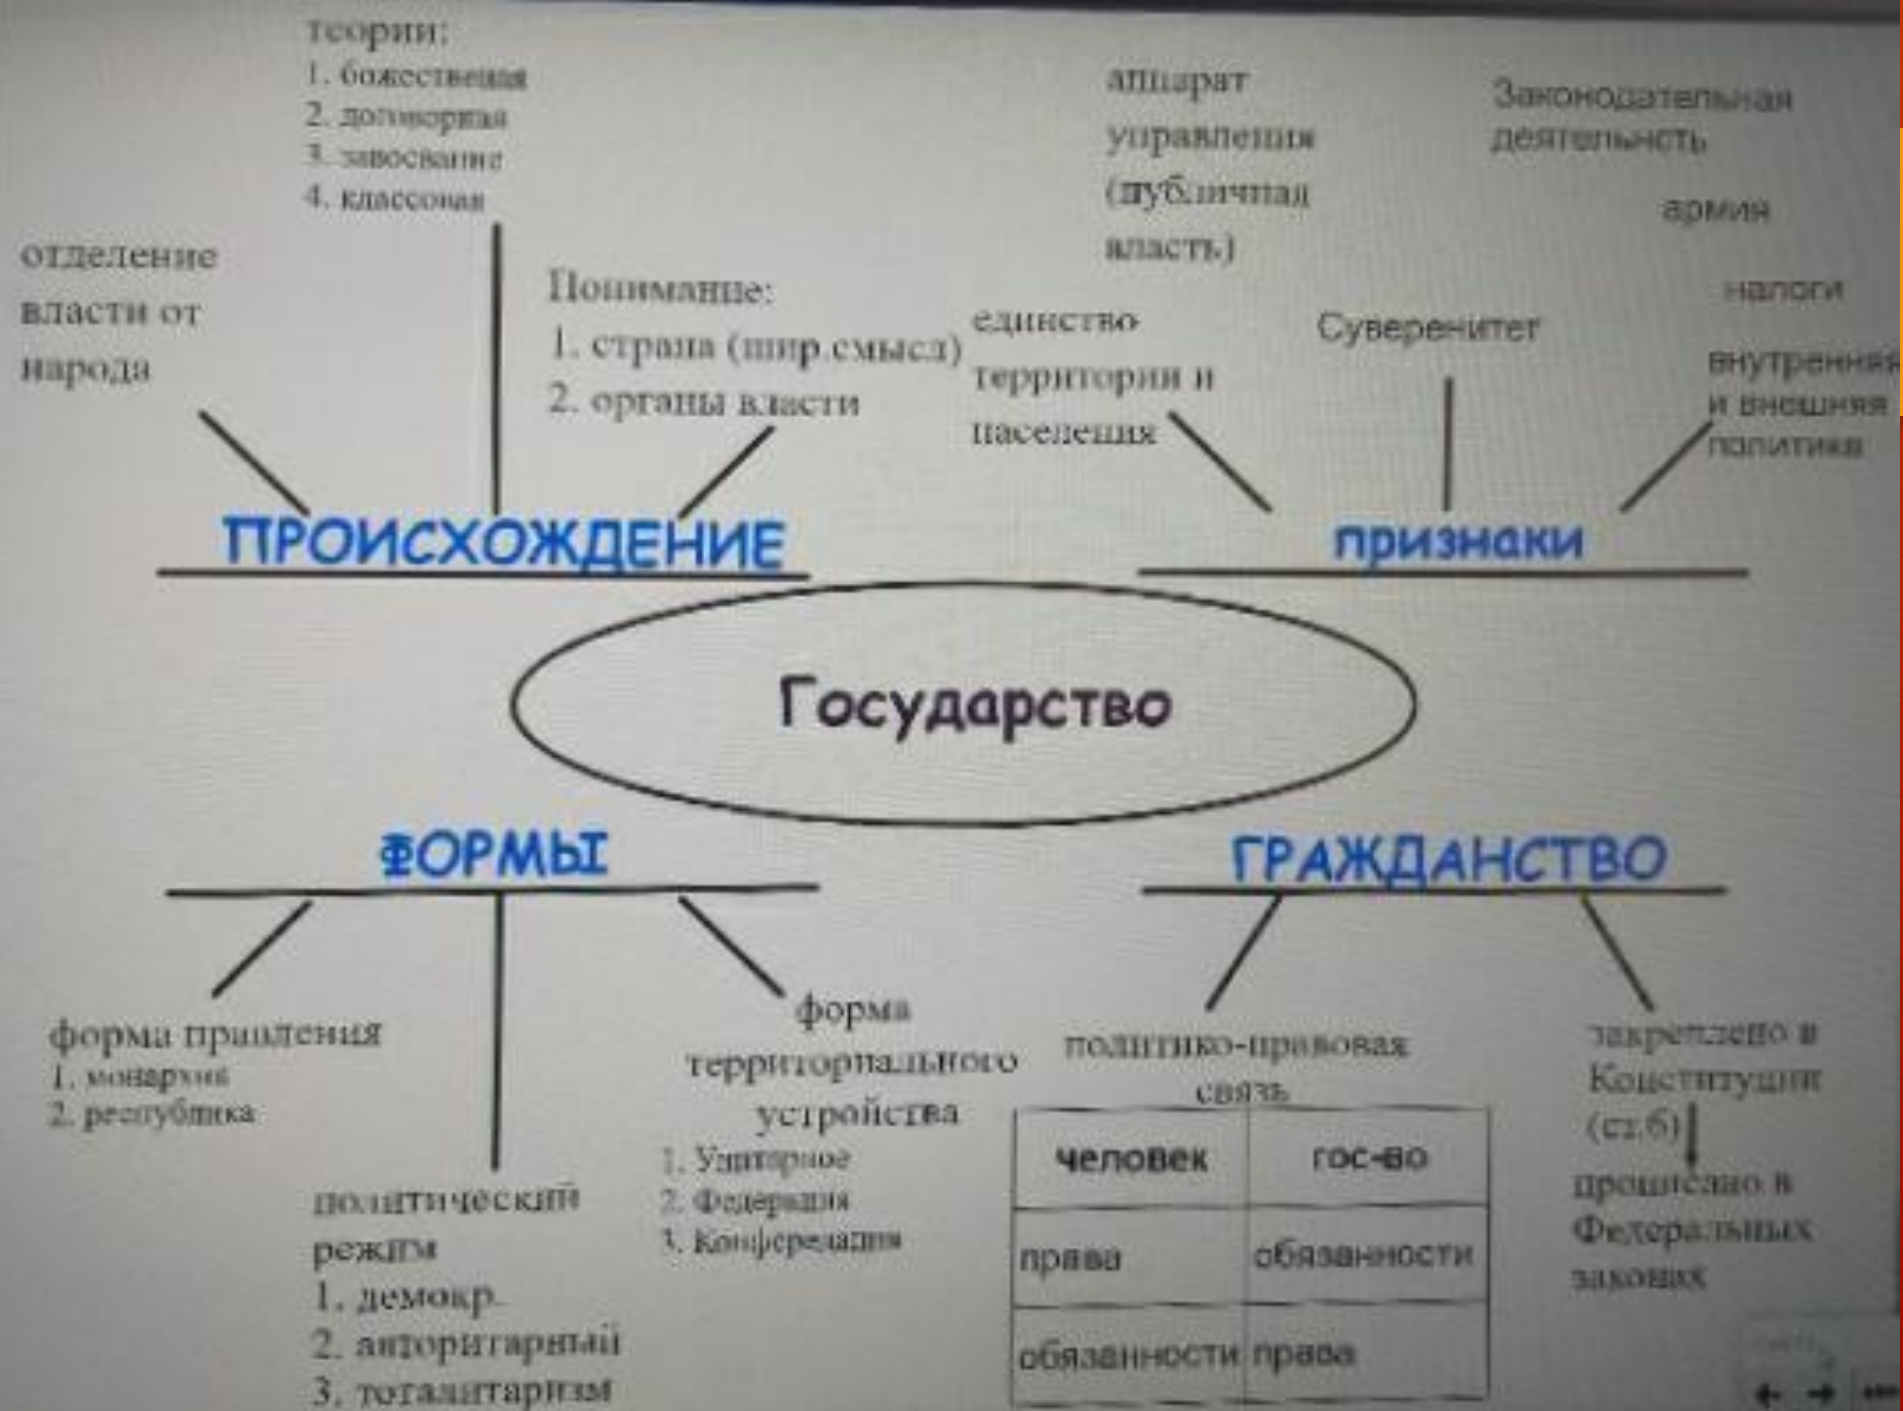 теории:
1. божественая
2. договорная
3. завоевание
4. классовая
отделение
власти от
народа
Понимание:
1. страна (шир.смысл)
2. органы власти
ПРОИСХОЖДЕНИЕ
аппарат
управления
(публичная
власть)
Законодательная
деятельнсть
армия
налоги
единство
территории и
населения
Суверенитет
внутренняя
и внешняя
политика
признаки
Государство
ФОРМЫ
форма правления
1. монархия
2. республика
политический
режим
1. демокр.
2. авторитарный
3. тоталитаризм
форма
территориального
устройства
1. Унитарное
2. Федерация
3. Конферелация
ГРАЖДАНСТВО
политико-правовая
связь
человек гос-во
права обязанности
обязанности права
закреплено в
Конституции
(ст.6)
прописано в
Федеральных
законах